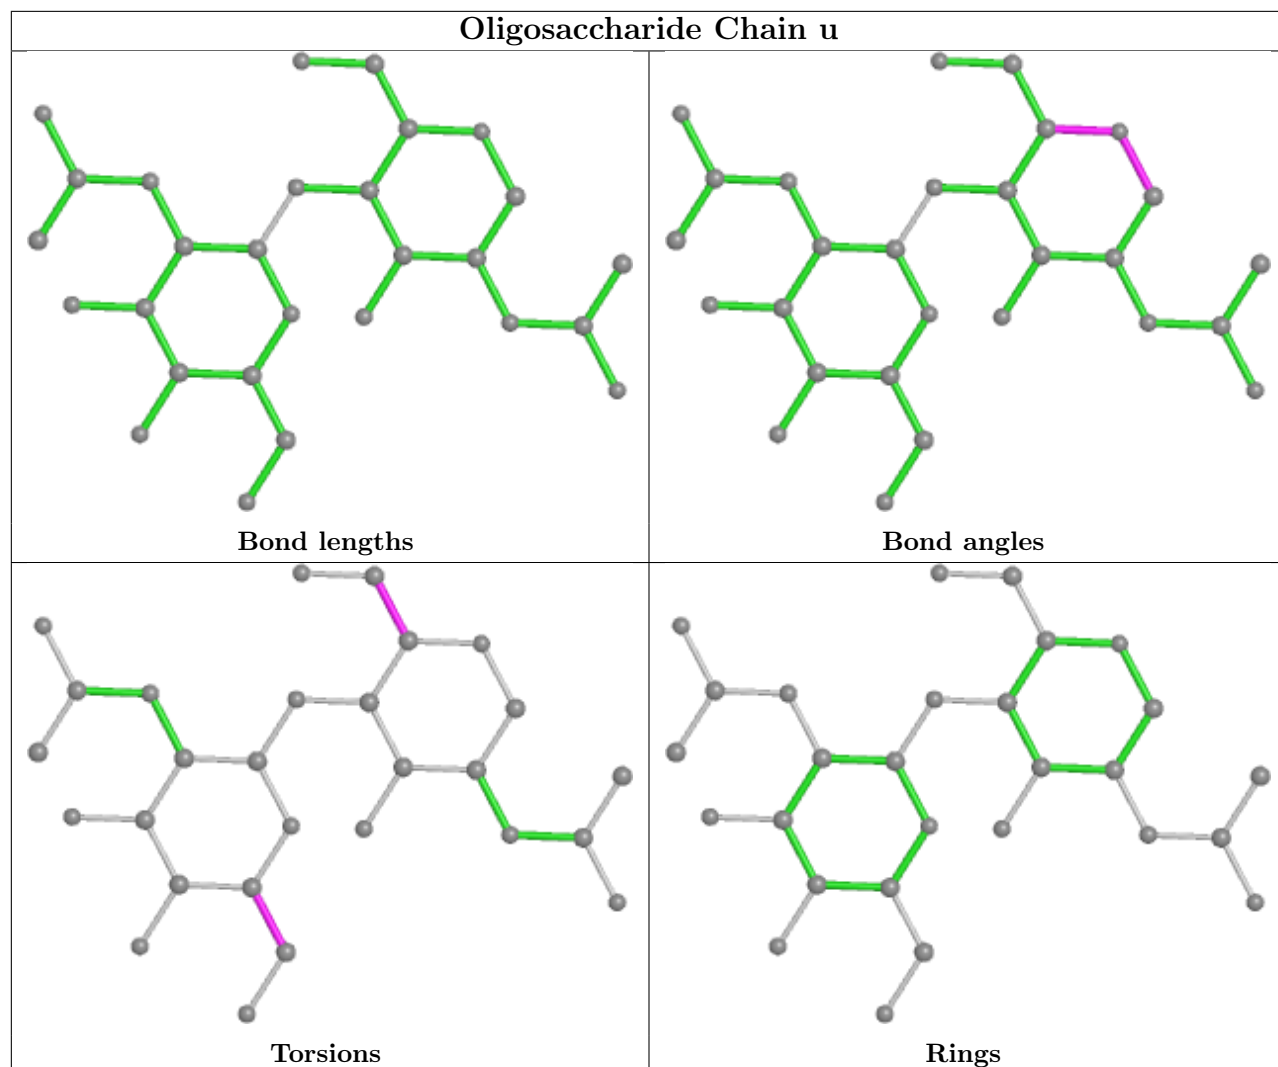 Oligosaccharide Chain u
Bond lengths
Bond angles
Torsions
Rings